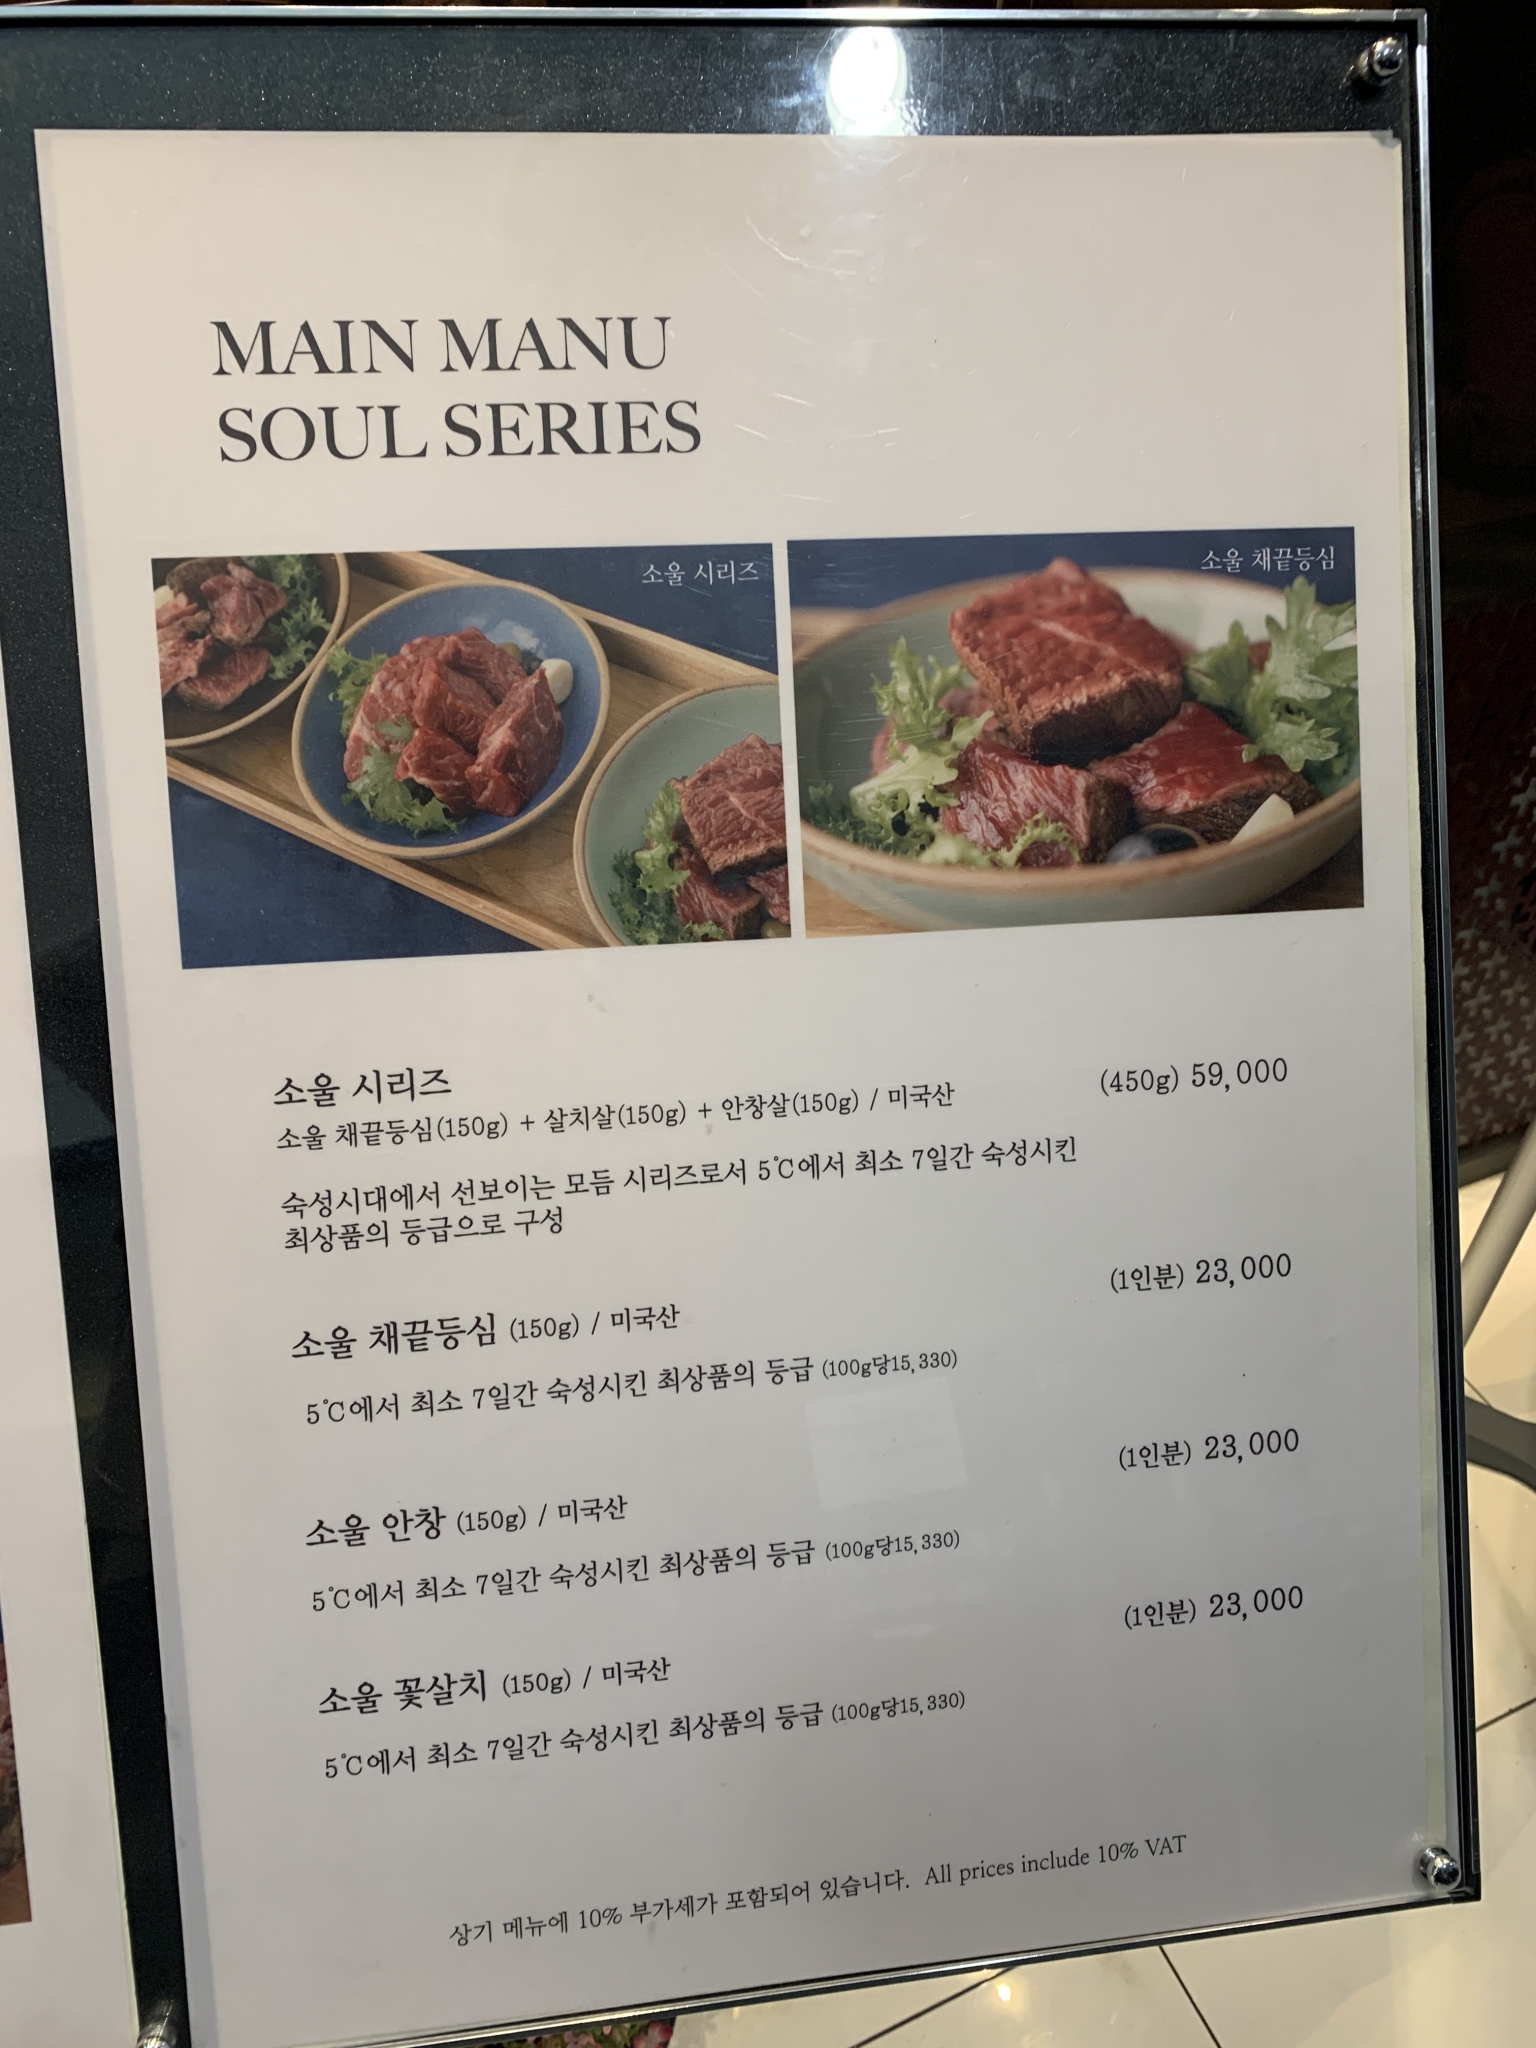 MAIN MANU
SOUL SERIES
소울 시리즈
소울 채끝등심
소울 시리즈
(450g) 59,000
소울 채끝등심(150g) + 살치살(150g) + 안창살(150g) / 미국산
숙성시대에서 선보이는 모듬 시리즈로서 5℃에서 최소 7일간 숙성시킨
최상품의 등급으로 구성
(1인분) 23,000
소울 채끝등심 (150g) / 미국산
5℃에서 최소 7일간 숙성시킨 최상품의 등급 (100g당15,330)
(1인분) 23,000
소울 안창 (150g) / 미국산
5℃에서 최소 7일간 숙성시킨 최상품의 등급 (100g당15,330)
(1인분) 23,000
소울 꽃살치 (150g) / 미국산
5℃에서 최소 7일간 숙성시킨 최상품의 등급 (100g당15,330)
상기 메뉴에 10% 부가세가 포함되어 있습니다. All prices include 10% VAT